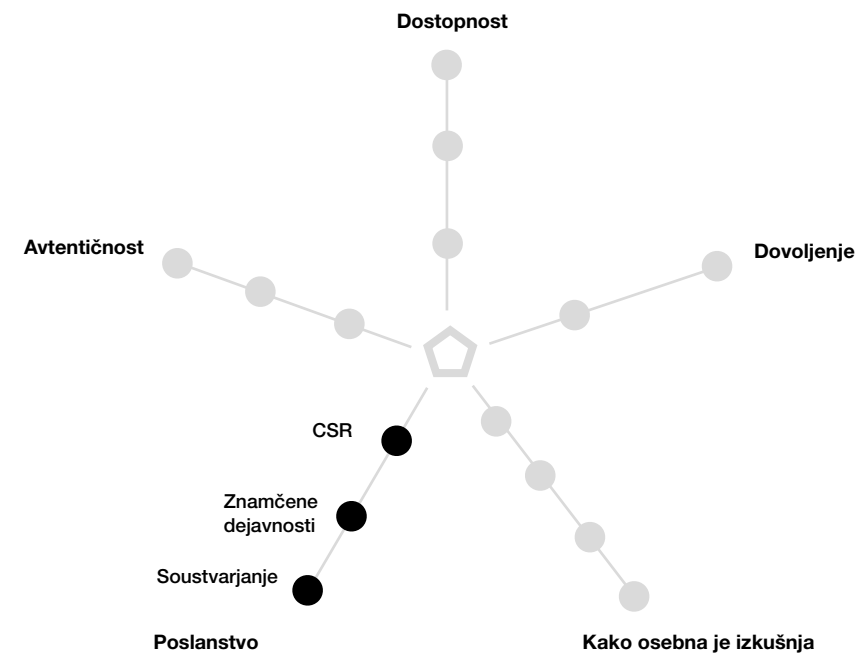 Dostopnost
Avtentičnost
Dovoljenje
CSR
Znamčene
dejavnosti
Soustvarjanje
Poslanstvo
Kako osebna je izkušnja